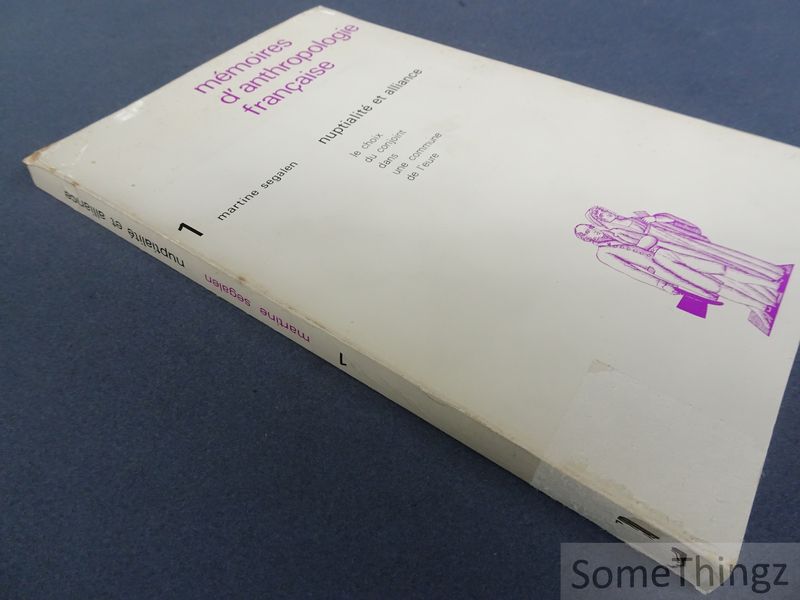 mémoires
d'anthropologie
française
nuptialité et alliance
le choix
du conjoint
dans
une commune
de l'eure
martine segalen
1
nuptialité et alliance
martine segalen
1
SomeThingz